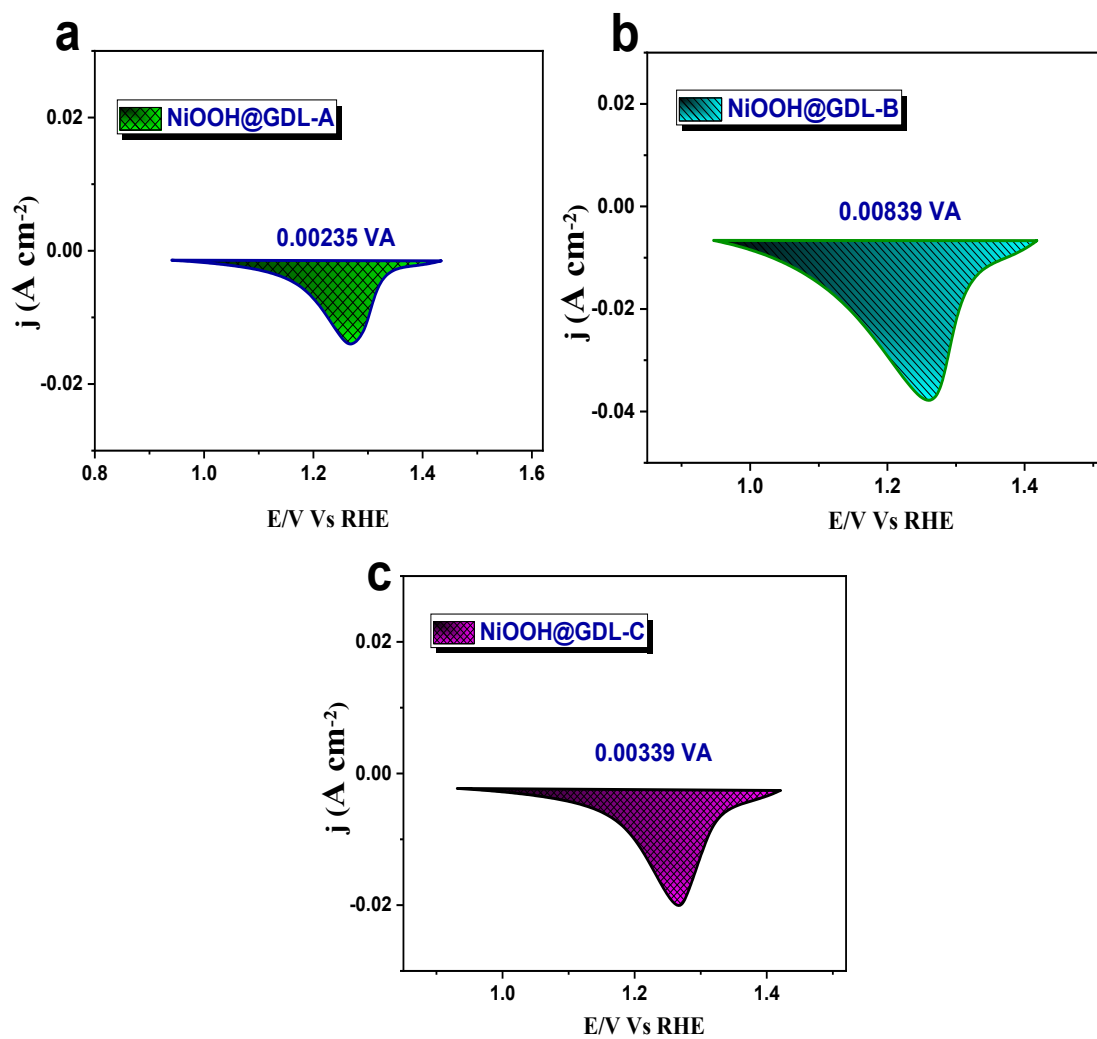 a
NiOOH@GDL-A
0.00235 VA
j (A cm-2)
0.02
0.00
-0.02
0.8
1.0
1.2
1.4
1.6
E/V Vs RHE
b
NiOOH@GDL-B
0.00839 VA
j (A cm-2)
0.02
0.00
-0.02
-0.04
1.0
1.2
1.4
E/V Vs RHE
c
NiOOH@GDL-C
0.00339 VA
j (A cm-2)
0.02
0.00
-0.02
1.0
1.2
1.4
E/V Vs RHE